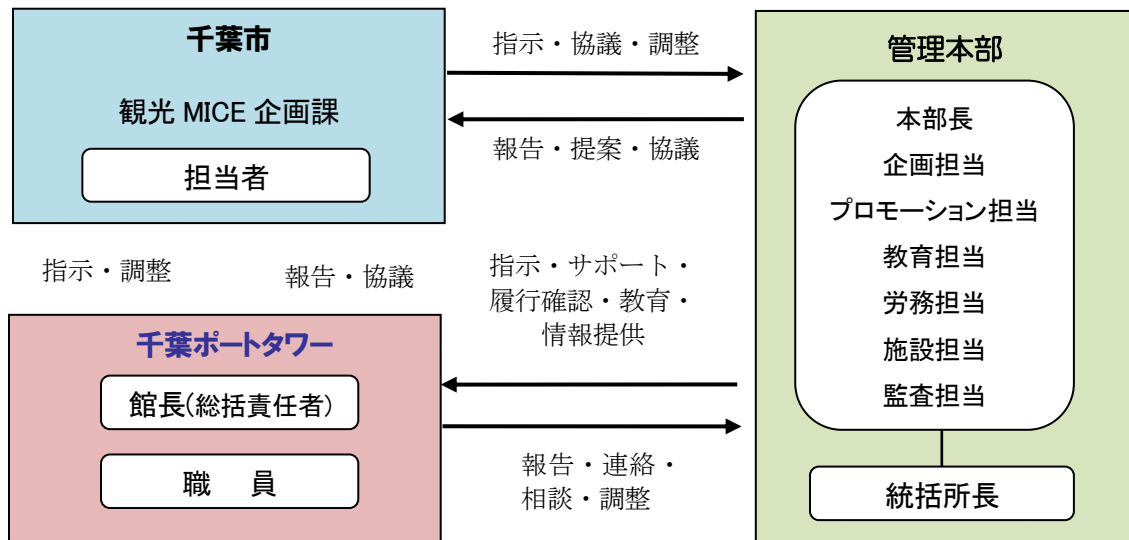 千葉市
観光 MICE 企画課
担当者
指示・協議・調整
報告・提案・協議
管理本部
本部長
企画担当
プロモーション担当
教育担当
労務担当
施設担当
監査担当
統括所長
指示・調整
報告・協議
指示・サポート・
履行確認・教育・
情報提供
千葉ポートタワー
館長(総括責任者)
職　員
報告・連絡・
相談・調整